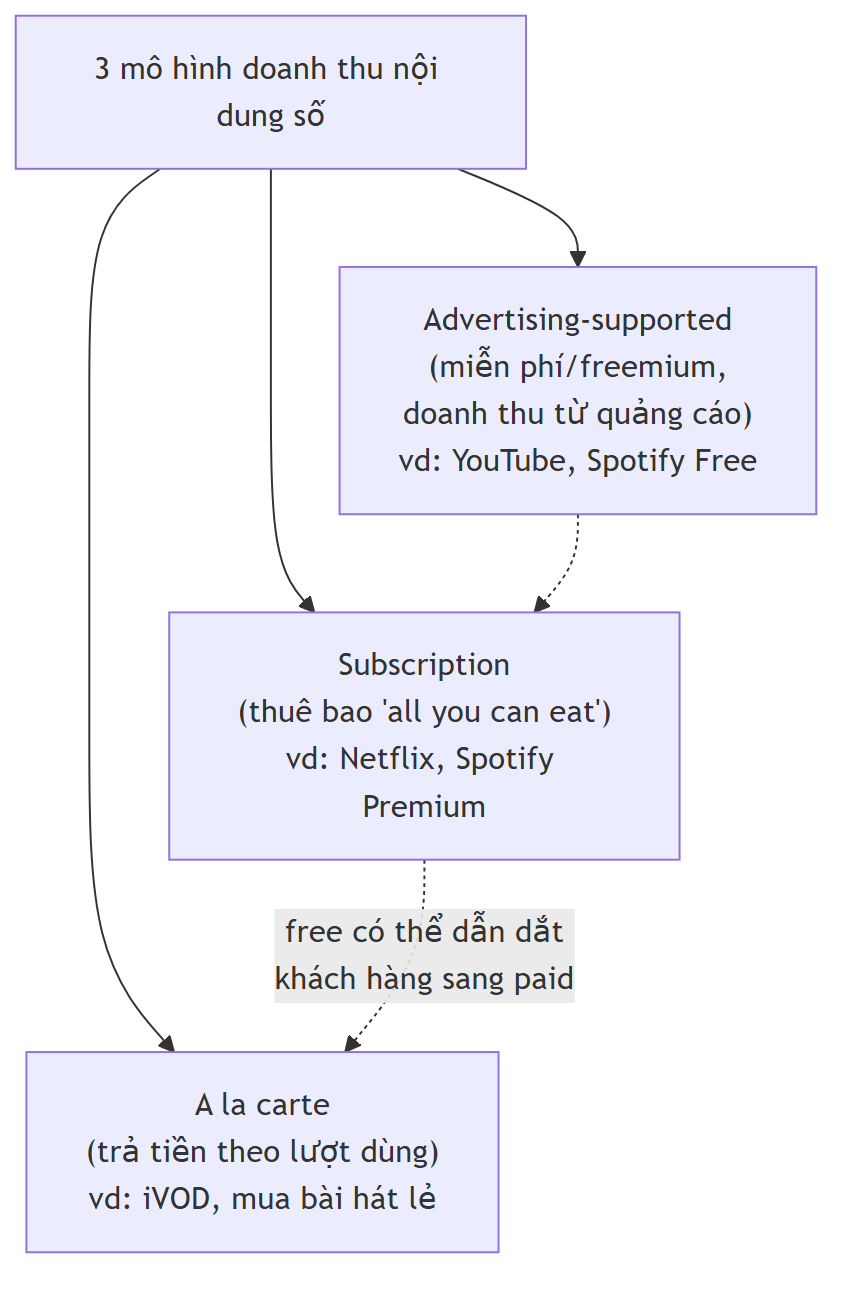 3 mô hình doanh thu nội
dung số
Advertising-supported
(miễn phí/freemium,
doanh thu từ quảng cáo)
vd: YouTube, Spotify Free
Subscription
(thuê bao 'all you can eat')
vd: Netflix, Spotify
Premium
free có thể dẫn dắt
khách hàng sang paid
A la carte
(trả tiền theo lượt dùng)
vd: iVOD, mua bài hát lẻ